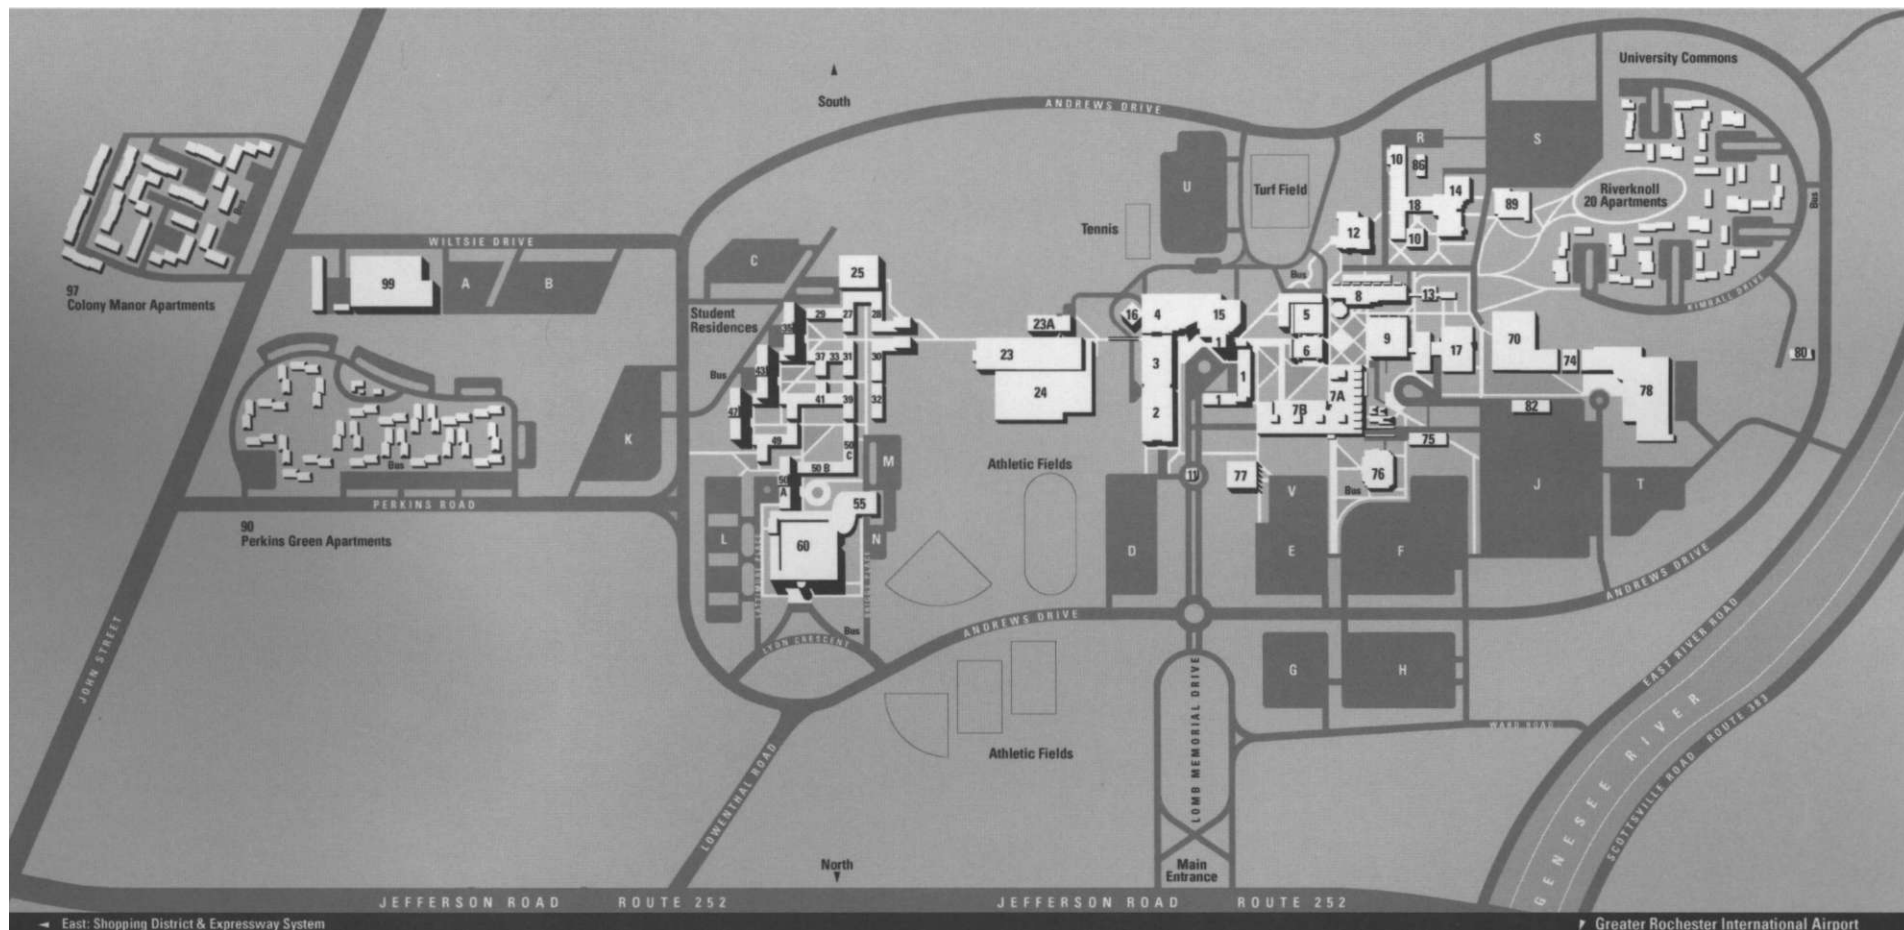 University Commons
ANDREWS DRIVE
South
R
S
10
86
U
Turf Field
14
Riverknoll
20 Apartments
89
Bus
18
Bus
Tennis
12
10
WILTSIE DRIVE
C
25
Bus
97
Colony Manor Apartments
99
A
B
KIMBALL DRIVE
8
13
Student
Residences
29
27
28
23A
16
4
15
5
35
9
17
70
6
80
37
33
31
30
23
3
74
43
Bus
1
24
78
41
39
32
1
7A
47
2
7B
82
K
49
50
C
75
M
50 B
Athletic Fields
Bus
11
77
76
50
A
V
Bus
J
T
PERKINS ROAD
55
90
Perkins Green Apartments
L
60
N
D
E
F
ANDREWS DRIVE
ANDREWS DRIVE
Bus
LYON CRESCENT
JOHN STREET
EAST RIVER ROAD
G
H
LOMB MEMORIAL DRIVE
Athletic Fields
WARD ROAD
LOWENTHAL ROAD
GENESEE RIVER
SCOTTSVILLE ROAD ROUTE 383
North
Main
Entrance
JEFFERSON ROAD ROUTE 252
JEFFERSON ROAD ROUTE 252
East: Shopping District & Expressway System
Greater Rochester International Airport